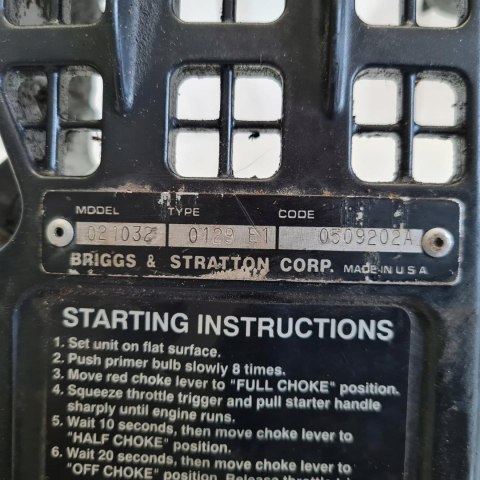 MODEL TYPE CODE
021032 0129 E1 0509202A
BRIGGS & STRATTON CORP. MADE IN U S A
STARTING INSTRUCTIONS
1. Set unit on flat surface.
2. Push primer bulb slowly 8 times.
3. Move red choke lever to "FULL CHOKE" position.
4. Squeeze throttle trigger and pull starter handle
sharply until engine runs.
5. Wait 10 seconds, then move choke lever to
"HALF CHOKE" position.
6. Wait 20 seconds, then move choke lever to
"OFF CHOKE" position. Release throttle